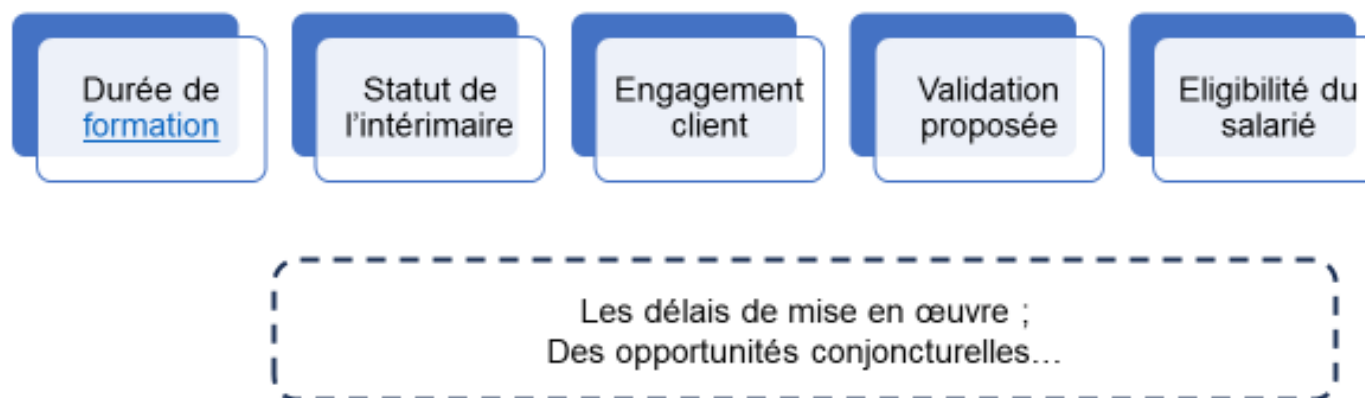 Durée de
formation
Statut de
l'intérimaire
Engagement
client
Validation
proposée
Eligibilité du
salarié
Les délais de mise en œuvre ;
Des opportunités conjoncturelles…